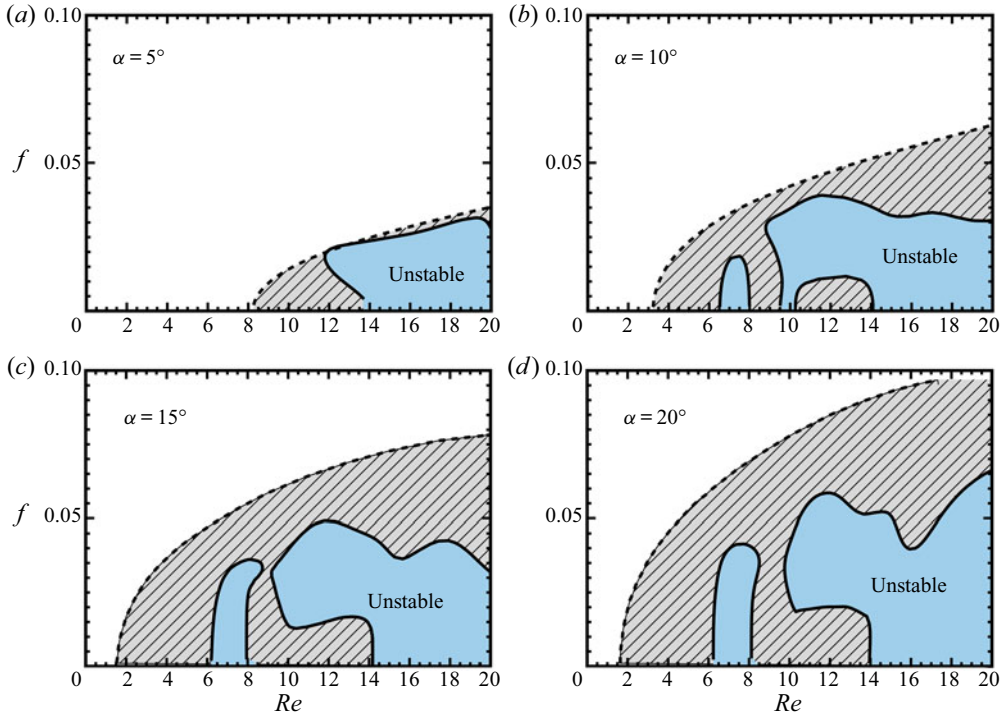 (a) 0.10 (b) 0.10
α = 5° α = 10°
f 0.05 0.05
Unstable Unstable
0 2 4 6 8 10 12 14 16 18 20 0 2 4 6 8 10 12 14 16 18 20
(c) 0.10 (d) 0.10
α = 15° α = 20°
f 0.05 0.05
Unstable Unstable
0 2 4 6 8 10 12 14 16 18 20 0 2 4 6 8 10 12 14 16 18 20
Re Re